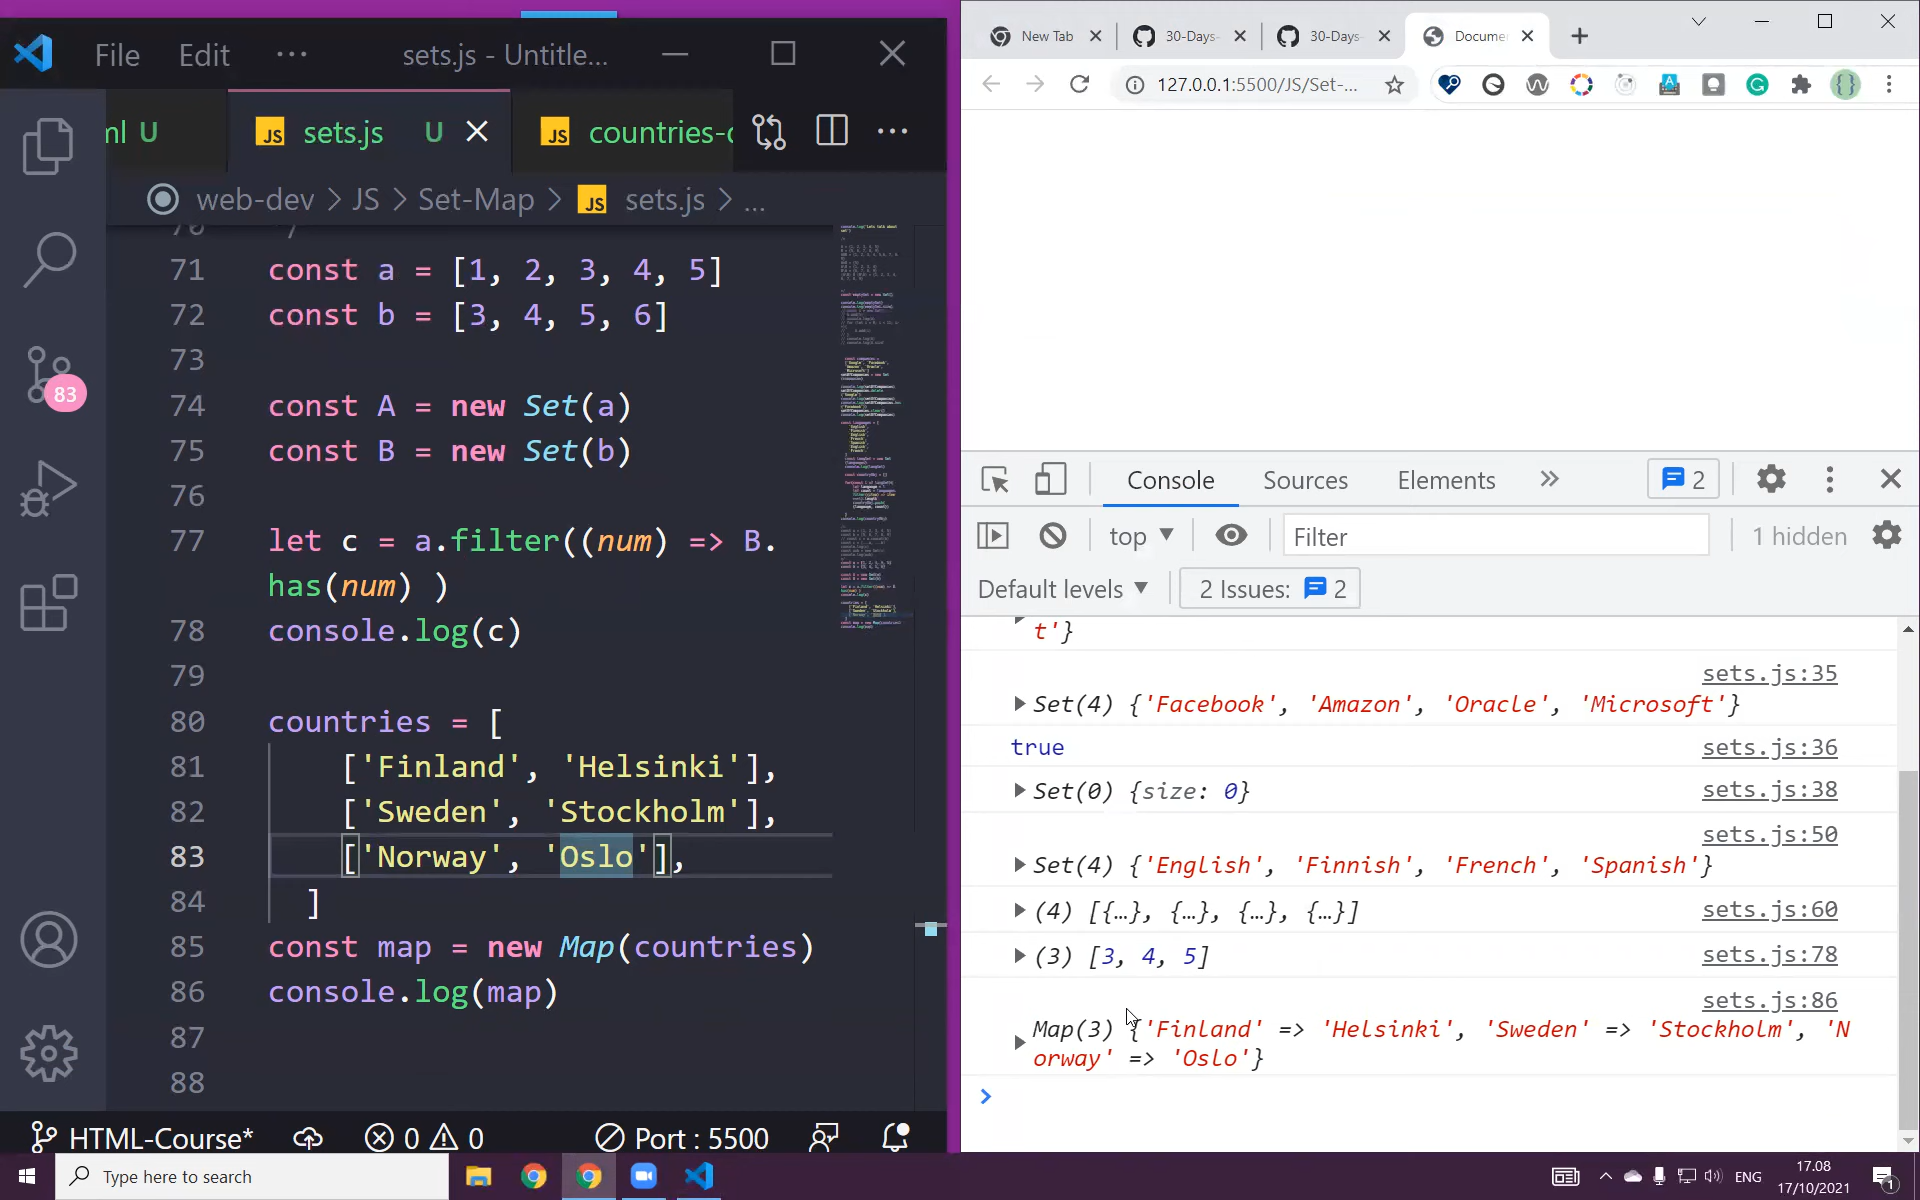 File Edit ··· sets.js - Untitle...
ml U
JS sets.js U
JS countries-c
web-dev > JS > Set-Map > JS sets.js > ...
70
71 const a = [1, 2, 3, 4, 5]
72 const b = [3, 4, 5, 6]
73
74 const A = new Set(a)
75 const B = new Set(b)
76
77 let c = a.filter((num) => B.
has(num) )
78 console.log(c)
79
80 countries = [
81 ['Finland', 'Helsinki'],
82 ['Sweden', 'Stockholm'],
83 ['Norway', 'Oslo'],
84 ]
85 const map = new Map(countries)
86 console.log(map)
87
88
83
HTML-Course* 0 0 Port : 5500
New Tab
30-Days-
30-Days-
Docume
127.0.0.1:5500/JS/Set-...
Console Sources Elements 2
top Filter 1 hidden
Default levels 2 Issues: 2
t'}
sets.js:35
Set(4) {'Facebook', 'Amazon', 'Oracle', 'Microsoft'}
true sets.js:36
Set(0) {size: 0} sets.js:38
sets.js:50
Set(4) {'English', 'Finnish', 'French', 'Spanish'}
(4) [{…}, {…}, {…}, {…}] sets.js:60
(3) [3, 4, 5] sets.js:78
sets.js:86
Map(3) {'Finland' => 'Helsinki', 'Sweden' => 'Stockholm', 'N
orway' => 'Oslo'}
Type here to search
ENG
17.08
17/10/2021
1